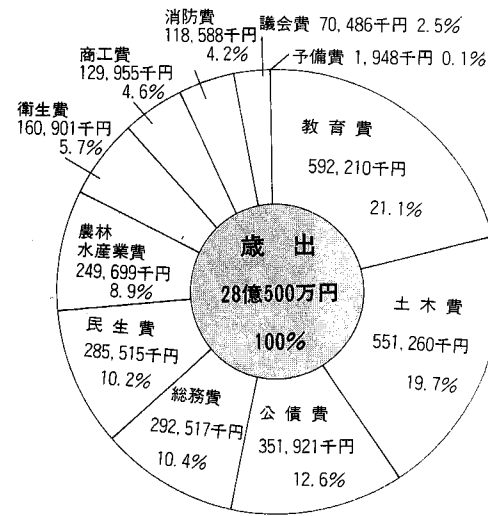 歳出
28億500万円
100%
教育費
592,210千円
21.1%
土木費
551,260千円
19.7%
公債費
351,921千円
12.6%
総務費
292,517千円
10.4%
民生費
285,515千円
10.2%
農林
水産業費
249,699千円
8.9%
衛生費
160,901千円
5.7%
商工費
129,955千円
4.6%
消防費
118,588千円
4.2%
議会費 70,486千円 2.5%
予備費 1,948千円 0.1%